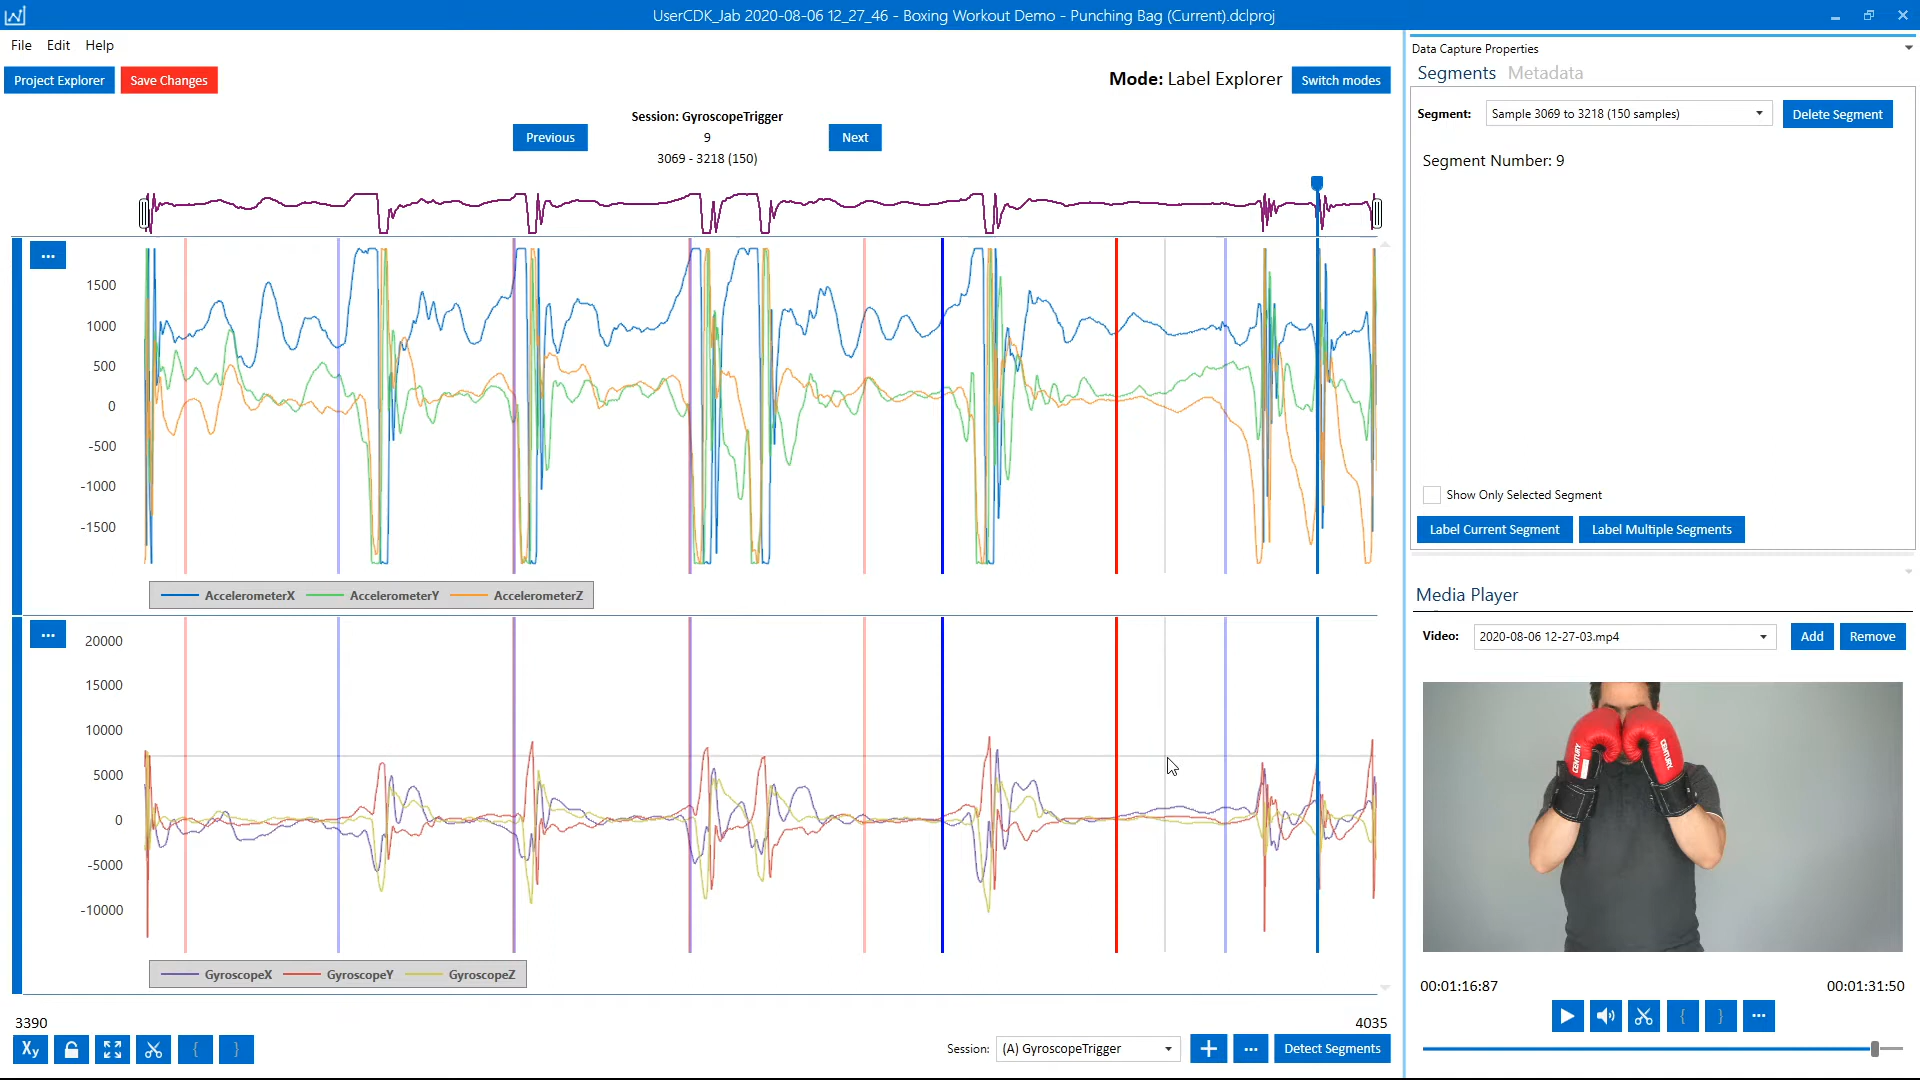 UserCDK_Jab 2020-08-06 12_27_46 - Boxing Workout Demo - Punching Bag (Current).dclproj
File Edit Help
Project Explorer Save Changes
Mode: Label Explorer Switch modes
Session: GyroscopeTrigger
Previous 9 Next
3069 - 3218 (150)
...
1500
1000
500
0
-500
-1000
-1500
AccelerometerX AccelerometerY AccelerometerZ
...
20000
15000
10000
5000
0
-5000
-10000
GyroscopeX GyroscopeY GyroscopeZ
3390 4035
Xy { }
Session: (A) GyroscopeTrigger + ... Detect Segments
Data Capture Properties
Segments Metadata
Segment: Sample 3069 to 3218 (150 samples) Delete Segment
Segment Number: 9
Show Only Selected Segment
Label Current Segment Label Multiple Segments
Media Player
Video: 2020-08-06 12-27-03.mp4 Add Remove
CENTURY CENTURY
00:01:16:87 00:01:31:50
{ } ...